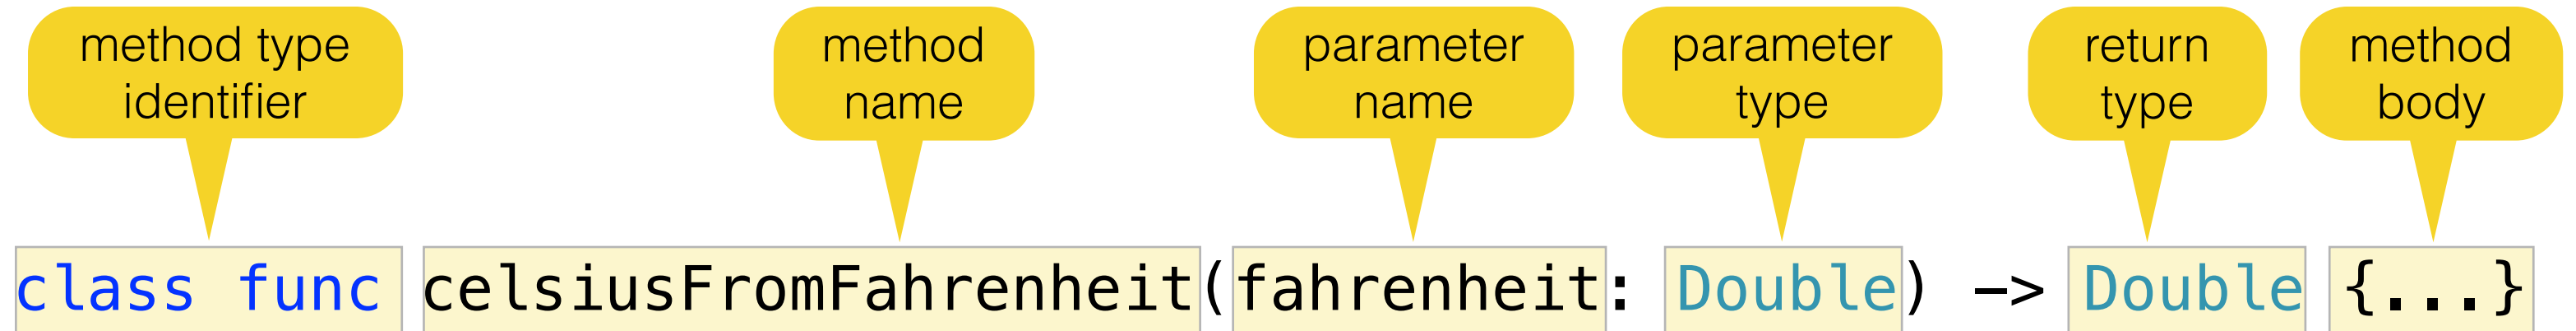 method type
identifier
method
name
parameter
name
parameter
type
return
type
method
body
class func celsiusFromFahrenheit(fahrenheit: Double) -> Double {...}